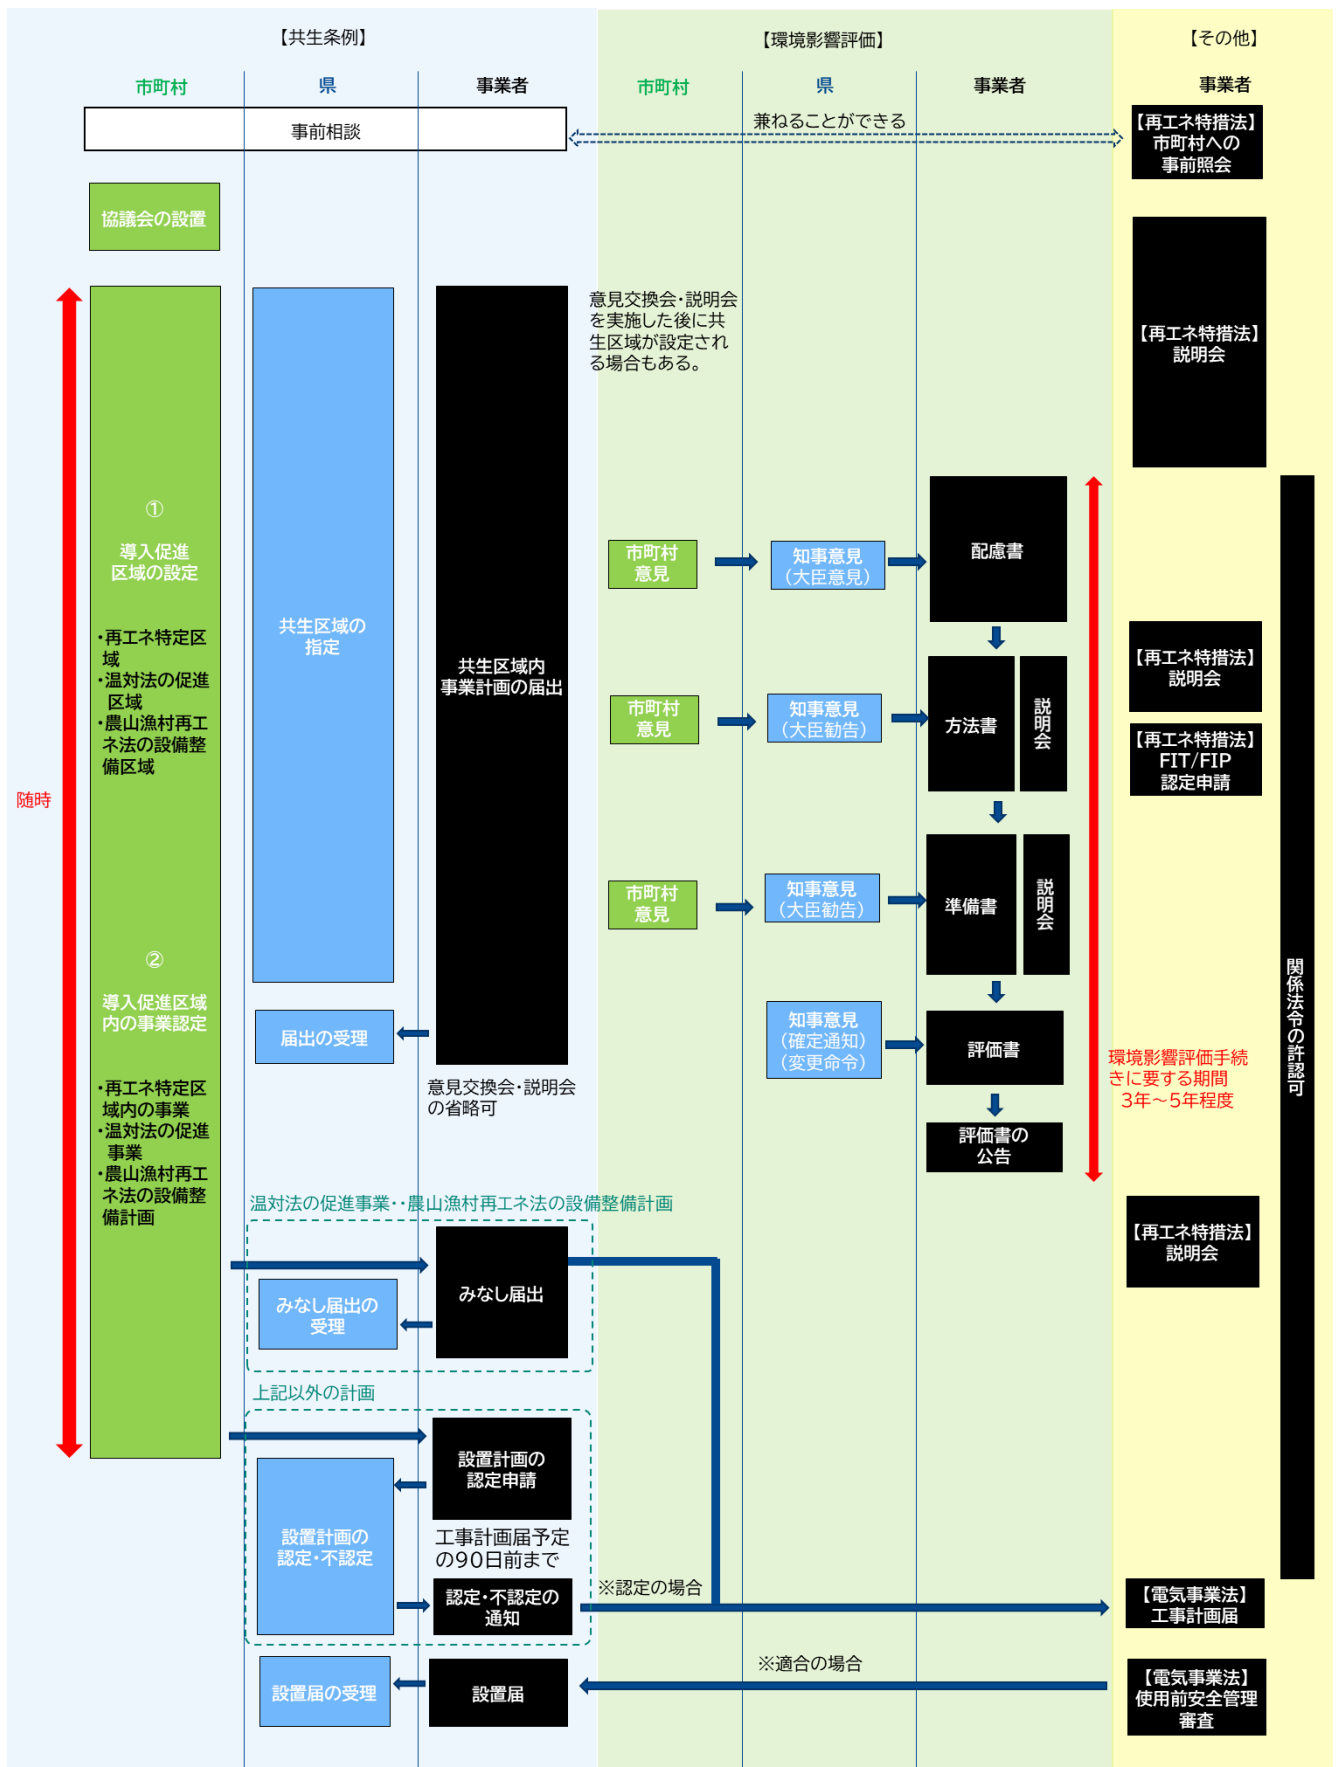 【共生条例】
市町村
県
事業者
事前相談
協議会の設置
随時
①
導入促進
区域の設定
・再エネ特定区
域
・温対法の促進
区域
・農山漁村再エ
ネ法の設備整
備区域
②
導入促進区域
内の事業認定
・再エネ特定区
域内の事業
・温対法の促進
事業
・農山漁村再エ
ネ法の設備整
備計画
共生区域の
指定
共生区域内
事業計画の届出
届出の受理
意見交換会・説明会
の省略可
温対法の促進事業・・農山漁村再エネ法の設備整備計画
みなし届出
みなし届出の
受理
上記以外の計画
設置計画の
認定申請
設置計画の
認定・不認定
工事計画届予定
の90日前まで
認定・不認定の
通知
設置届の受理
設置届
【環境影響評価】
市町村
県
事業者
兼ねることができる
意見交換会・説明会
を実施した後に共
生区域が設定され
る場合もある。
市町村
意見
知事意見
（大臣意見）
配慮書
市町村
意見
知事意見
（大臣勧告）
方法書
説明会
市町村
意見
知事意見
（大臣勧告）
準備書
説明会
知事意見
（確定通知）
（変更命令）
評価書
評価書の
公告
環境影響評価手続
きに要する期間
3年～5年程度
※認定の場合
※適合の場合
【その他】
事業者
【再エネ特措法】
市町村への
事前照会
【再エネ特措法】
説明会
【再エネ特措法】
説明会
【再エネ特措法】
FIT/FIP
認定申請
関係法令の許認可
【再エネ特措法】
説明会
【電気事業法】
工事計画届
【電気事業法】
使用前安全管理
審査